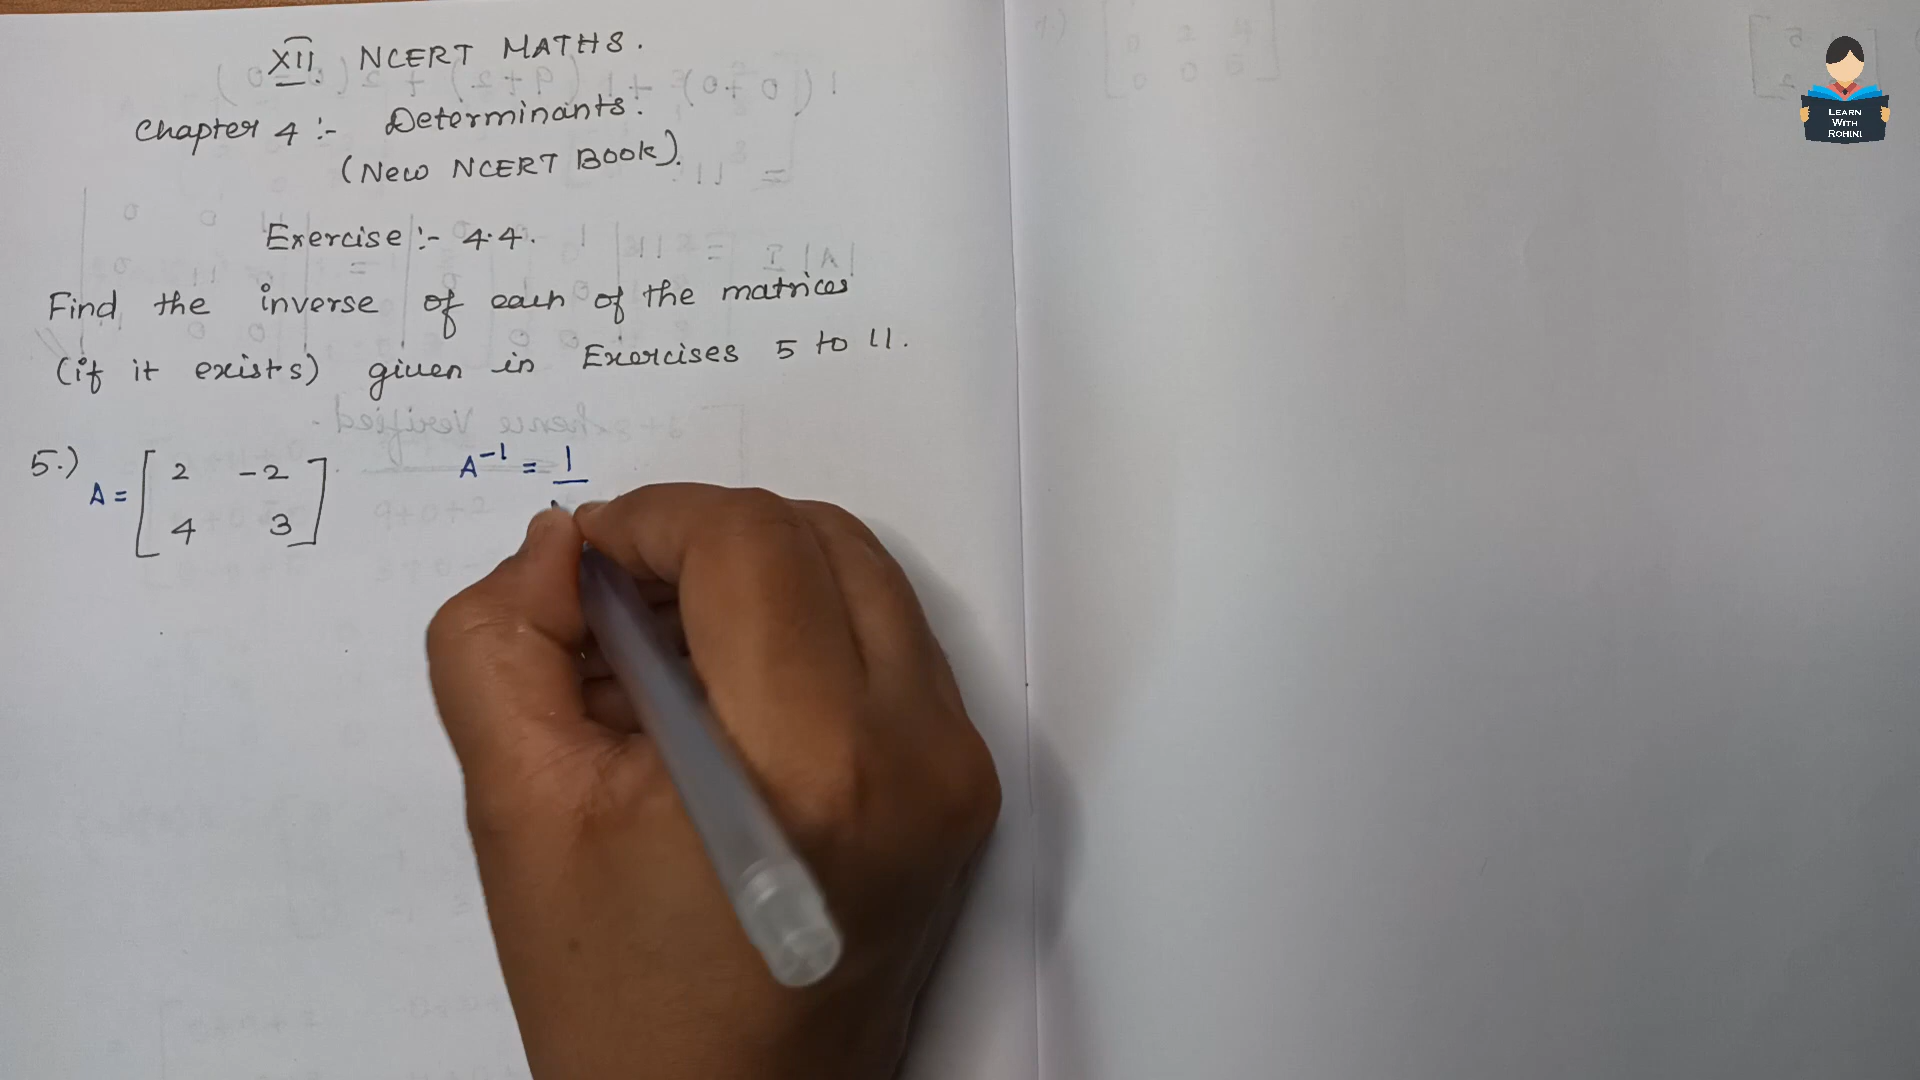 XII. NCERT MATHS.
Chapter 4 :- Determinants.
(New NCERT Book).
Exercise :- 4.4.
Find the inverse of each of the matrices
(if it exists) given in Exercises 5 to 11.
5.) A = [ 2 -2
4 3 ]
A⁻¹ = 1
LEARN
WITH
ROHINI